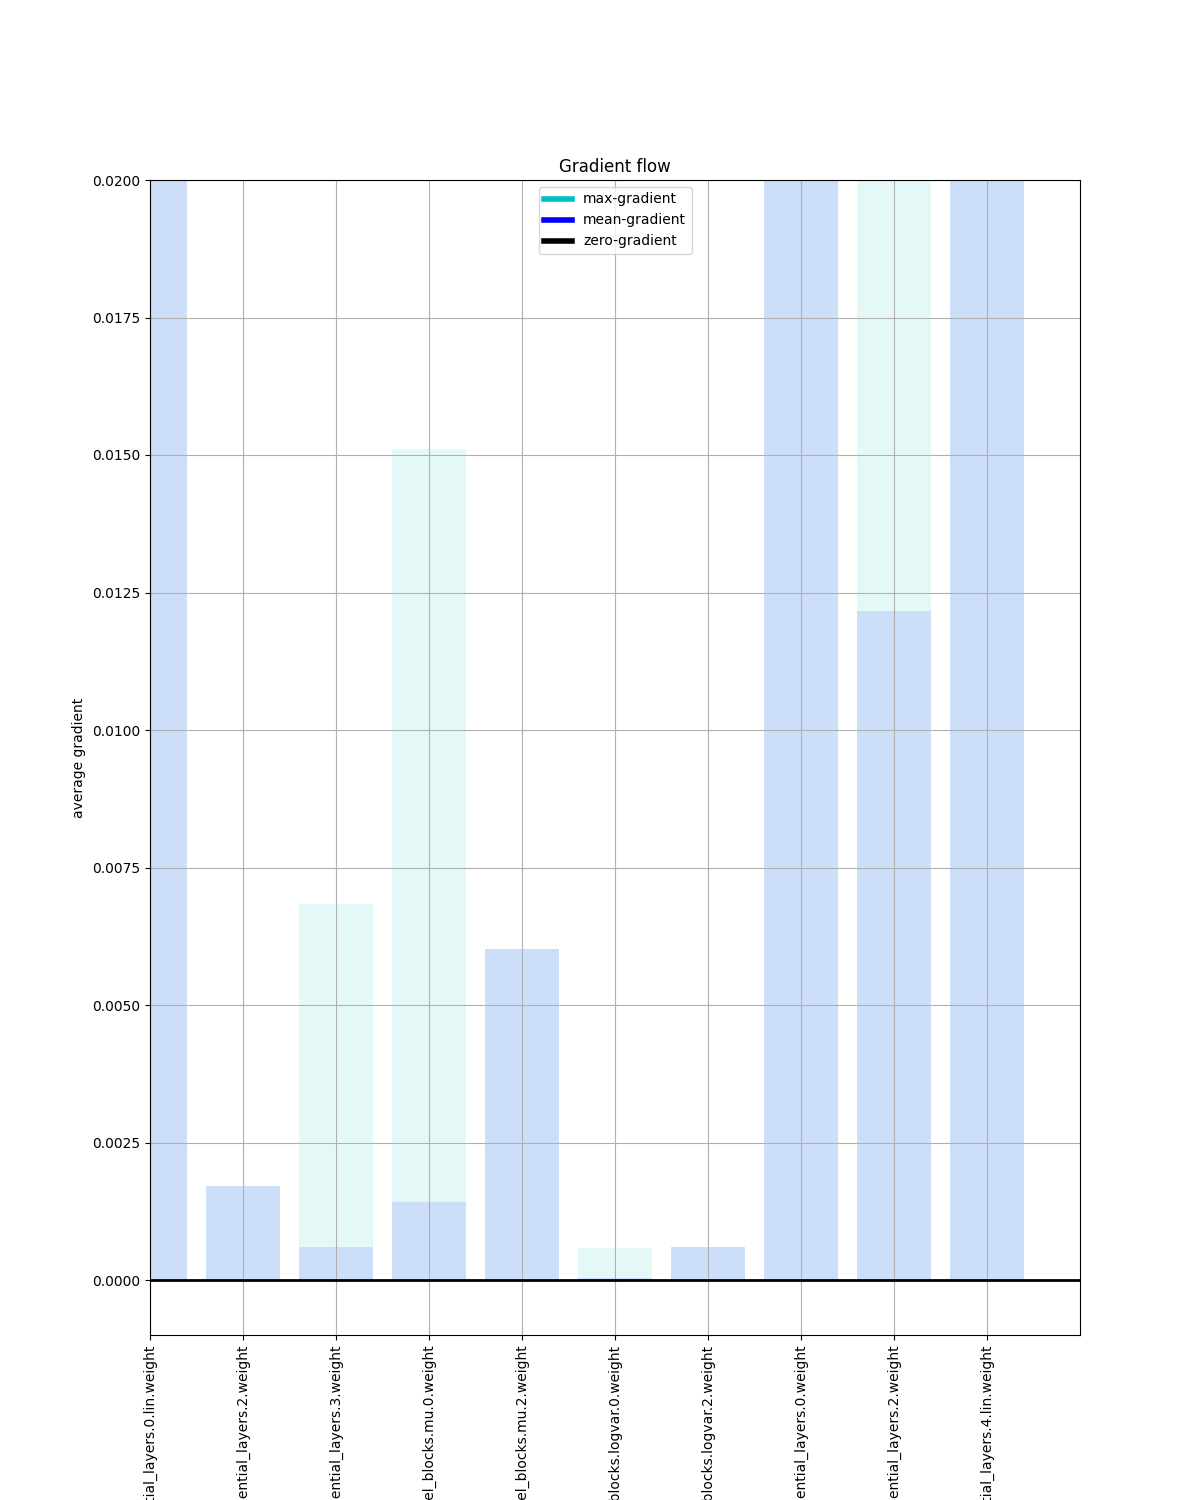 Gradient flow
max-gradient
mean-gradient
zero-gradient
0.0200
0.0175
0.0150
0.0125
0.0100
0.0075
0.0050
0.0025
0.0000
average gradient
tial_layers.0.lin.weight
ential_layers.2.weight
ential_layers.3.weight
el_blocks.mu.0.weight
el_blocks.mu.2.weight
blocks.logvar.0.weight
blocks.logvar.2.weight
ential_layers.0.weight
ential_layers.2.weight
tial_layers.4.lin.weight